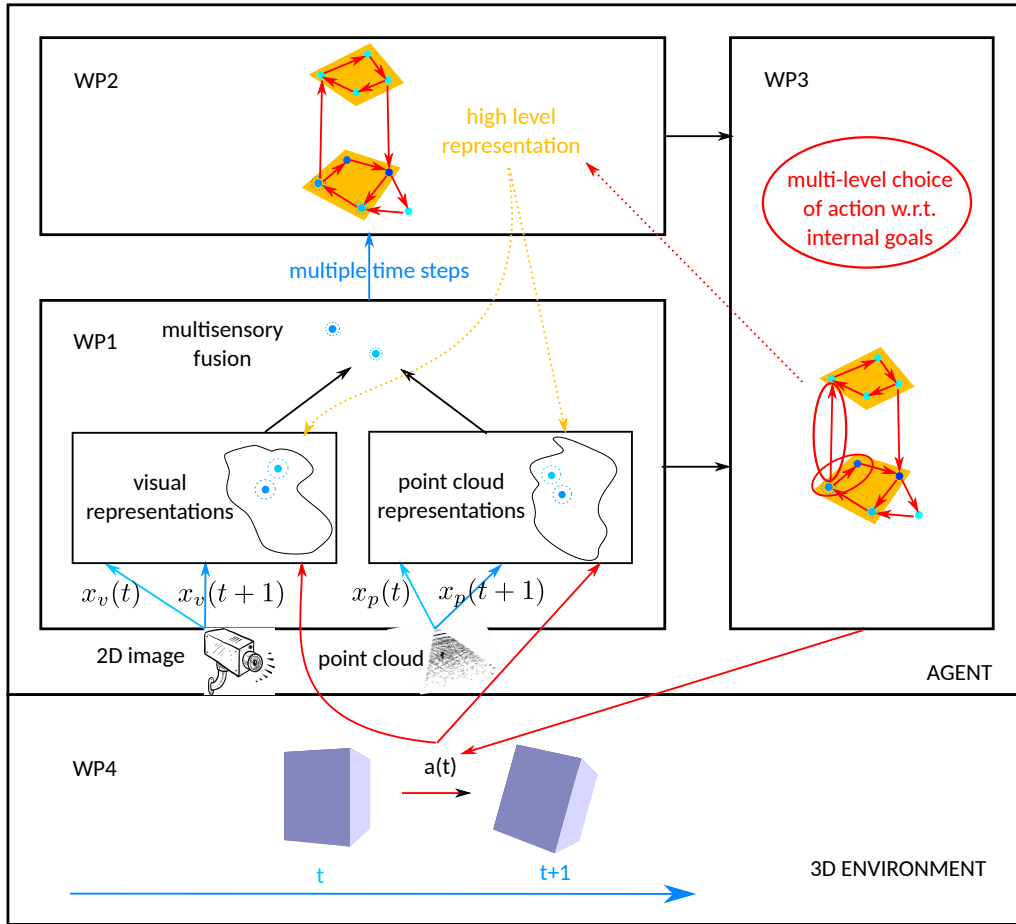 WP2
high level
representation
WP3
multi-level choice
of action w.r.t.
internal goals
multiple time steps
WP1
multisensory
fusion
visual
representations
point cloud
representations
x_v(t)
x_v(t+1)
x_p(t)
x_p(t+1)
2D image
point cloud
AGENT
WP4
a(t)
t
t+1
3D ENVIRONMENT